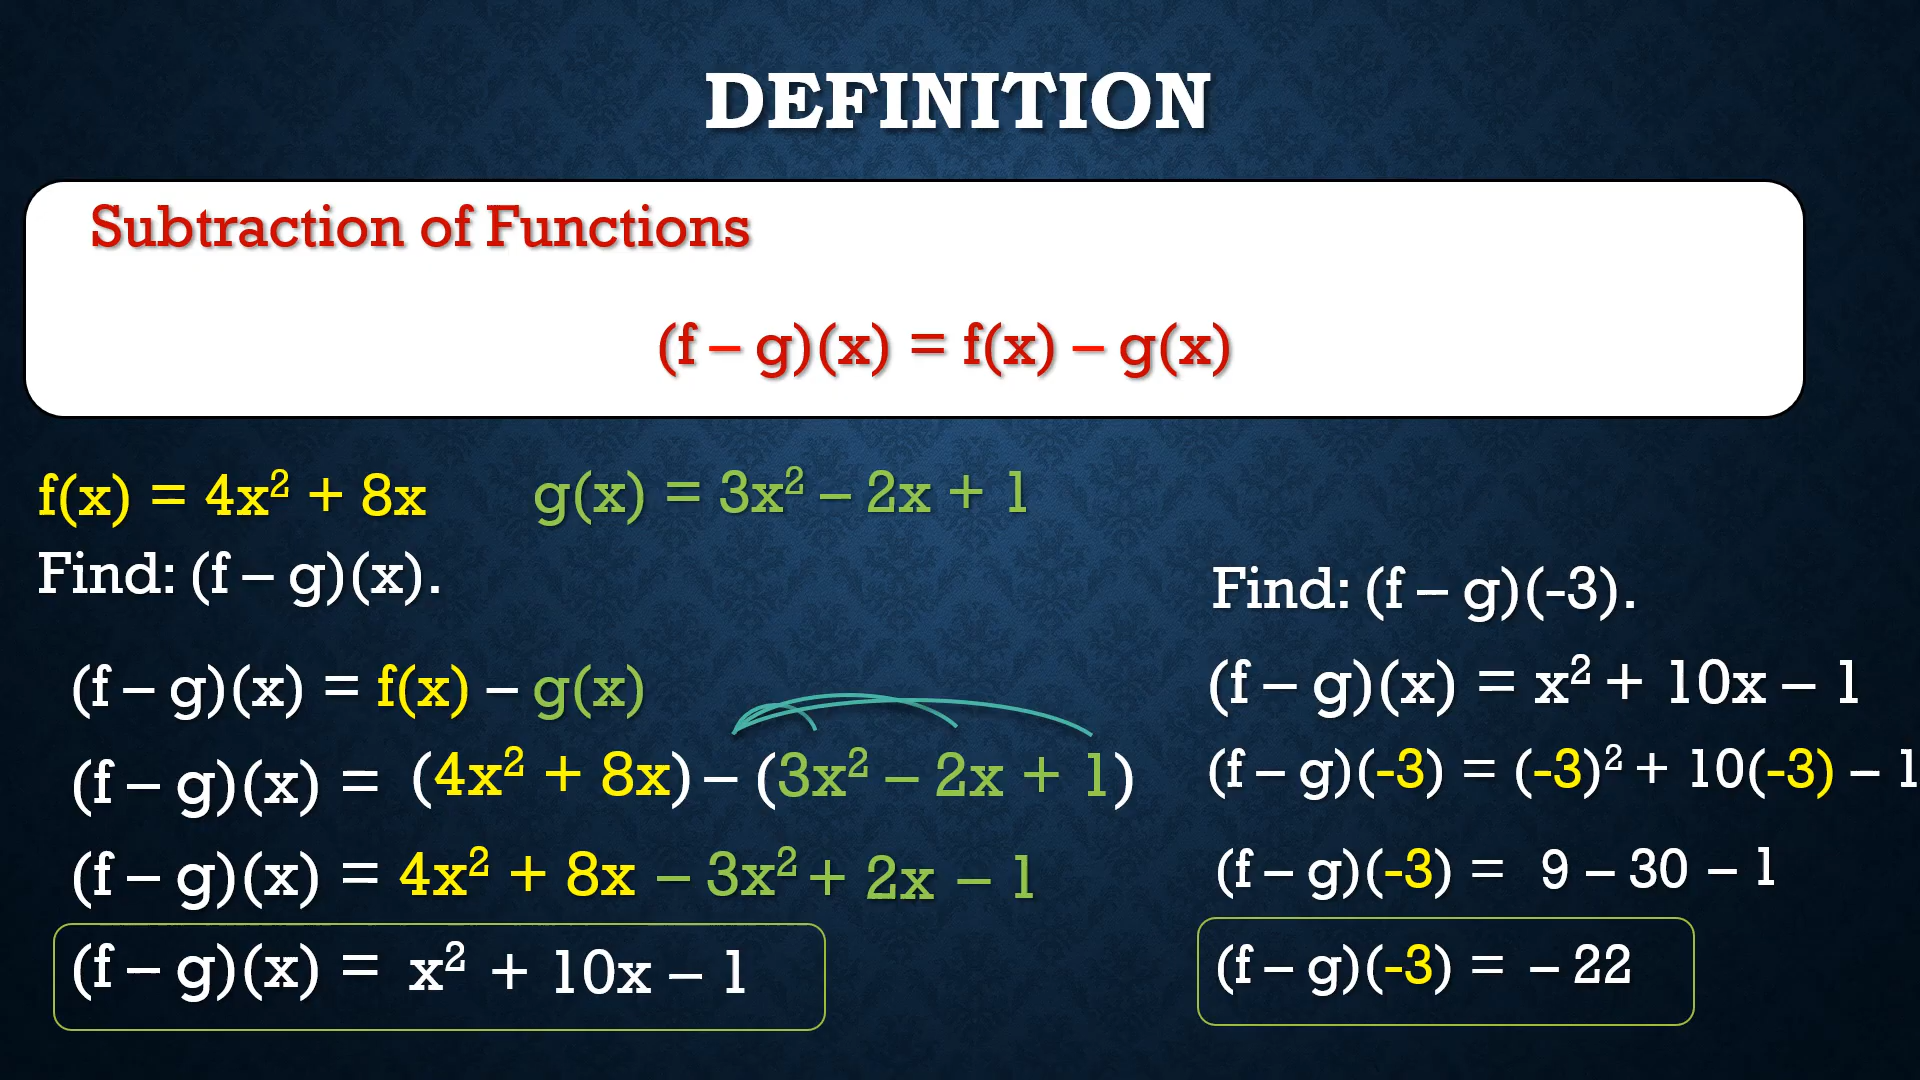 DEFINITION
Subtraction of Functions
(f – g)(x) = f(x) – g(x)
f(x) = 4x² + 8x
g(x) = 3x² – 2x + 1
Find: (f – g)(x).
(f – g)(x) = f(x) – g(x)
(f – g)(x) = (4x² + 8x) – (3x² – 2x + 1)
(f – g)(x) = 4x² + 8x – 3x² + 2x – 1
(f – g)(x) = x² + 10x – 1
Find: (f – g)(-3).
(f – g)(x) = x² + 10x – 1
(f – g)(-3) = (-3)² + 10(-3) – 1
(f – g)(-3) = 9 – 30 – 1
(f – g)(-3) = – 22